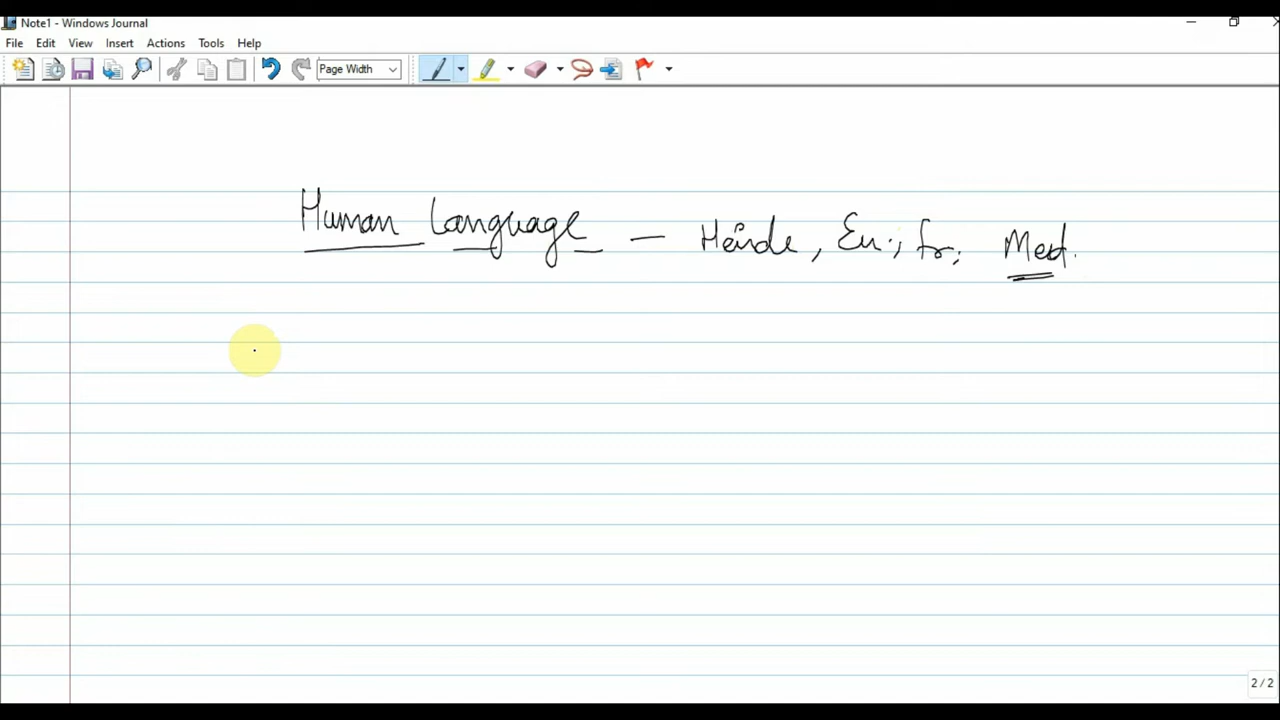 Note1 - Windows Journal
File Edit View Insert Actions Tools Help
Page Width
Human Language — Hindi, En., fr, Med.
2 / 2